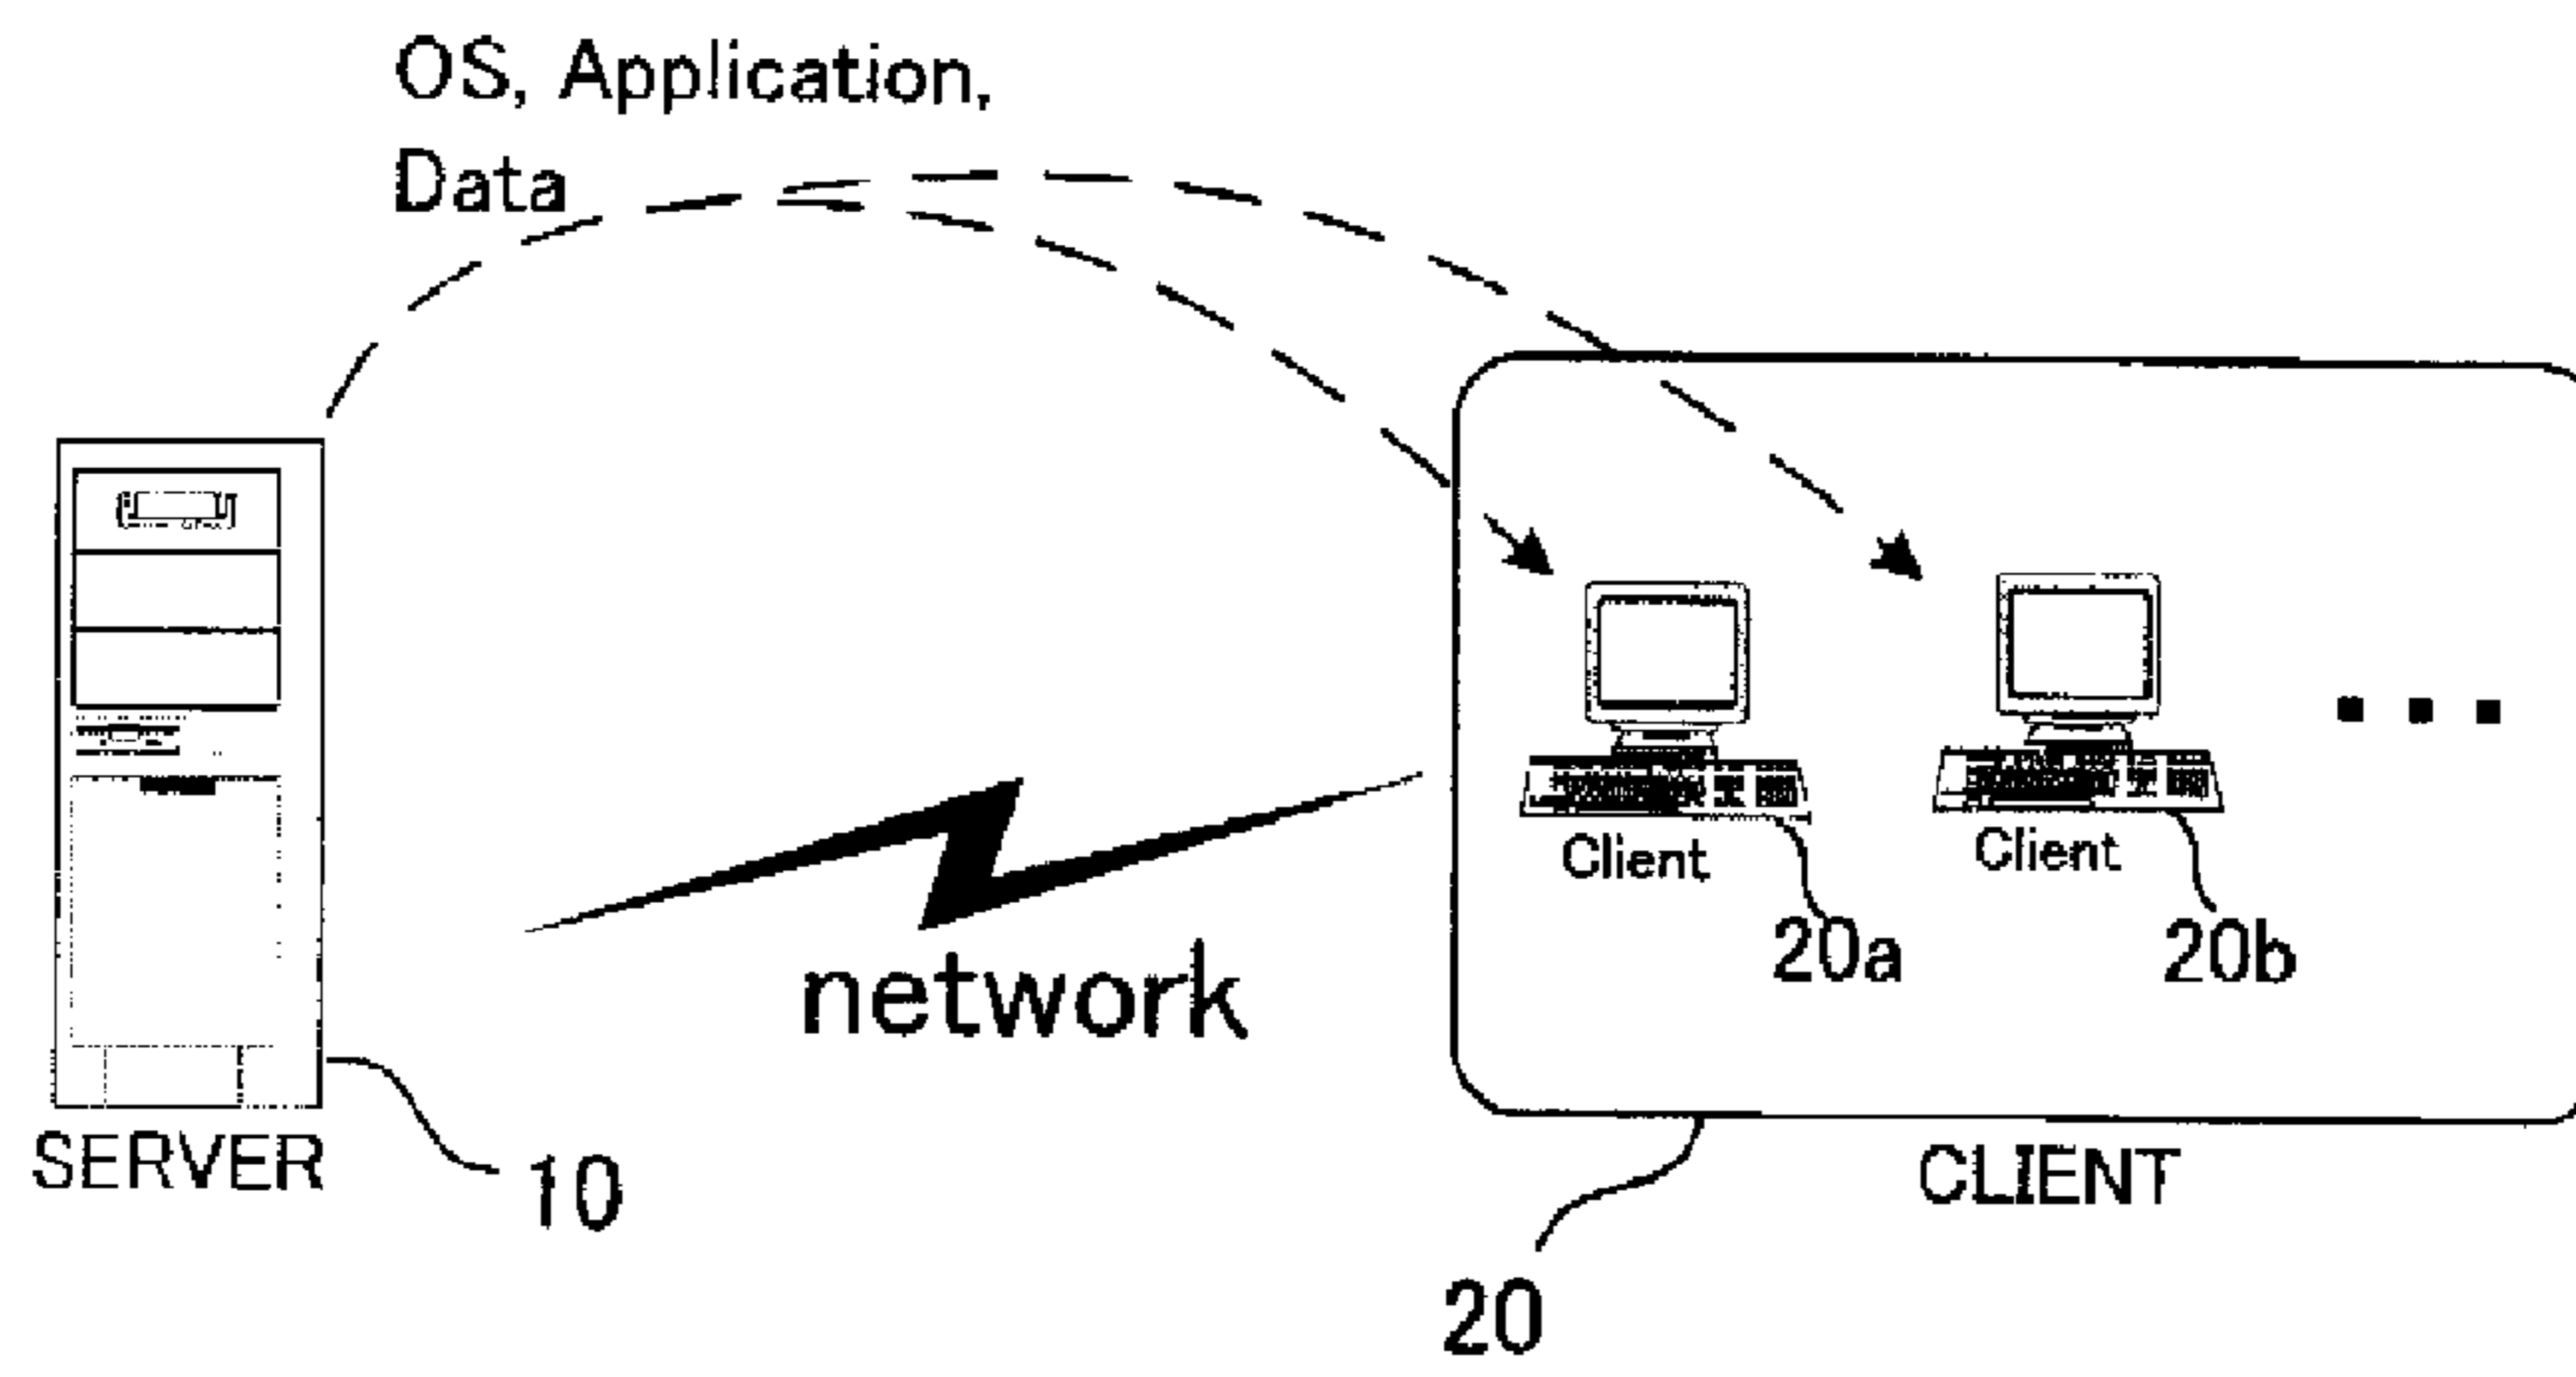 OS, Application,
Data
Client
Client
20a
20b
network
SERVER
10
CLIENT
20